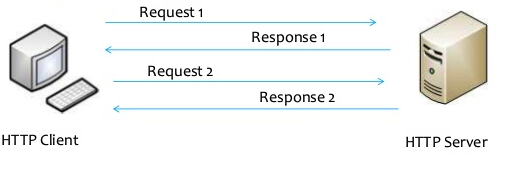 Request 1
Response 1
Request 2
Response 2
HTTP Client
HTTP Server